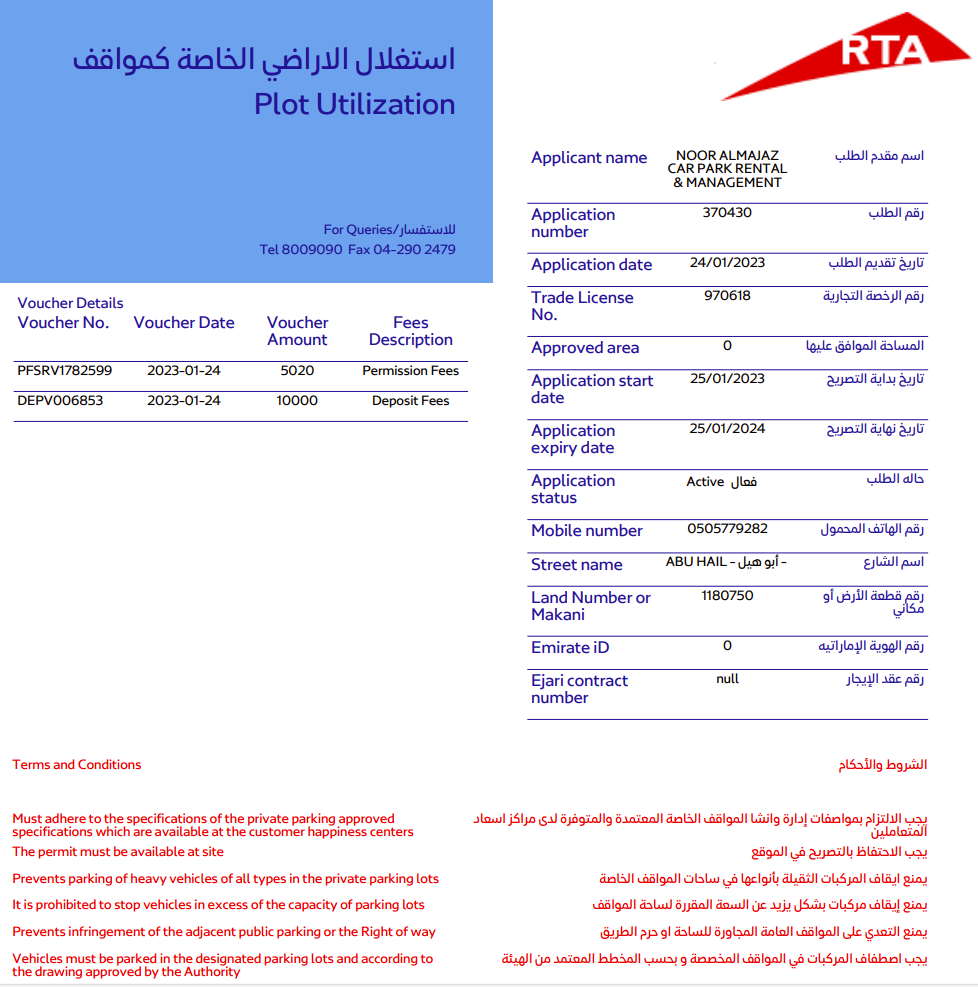 استغلال الاراضي الخاصة كمواقف
Plot Utilization
للاستفسار/For Queries
Tel 8009090 Fax 04-290 2479
RTA
Voucher Details
Voucher No. Voucher Date Voucher Amount Fees Description
PFSRV1782599 2023-01-24 5020 Permission Fees
DEPV006853 2023-01-24 10000 Deposit Fees
Applicant name NOOR ALMAJAZ CAR PARK RENTAL & MANAGEMENT اسم مقدم الطلب
Application number 370430 رقم الطلب
Application date 24/01/2023 تاريخ تقديم الطلب
Trade License No. 970618 رقم الرخصة التجارية
Approved area 0 المساحة الموافق عليها
Application start date 25/01/2023 تاريخ بداية التصريح
Application expiry date 25/01/2024 تاريخ نهاية التصريح
Application status Active فعال حاله الطلب
Mobile number 0505779282 رقم الهاتف المحمول
Street name ABU HAIL - أبو هيل - اسم الشارع
Land Number or Makani 1180750 رقم قطعة الأرض أو مكاني
Emirate iD 0 رقم الهوية الإماراتيه
Ejari contract number null رقم عقد الإيجار
Terms and Conditions
الشروط والأحكام
Must adhere to the specifications of the private parking approved
specifications which are available at the customer happiness centers
يجب الالتزام بمواصفات إدارة وانشا المواقف الخاصة المعتمدة والمتوفرة لدى مراكز اسعاد
المتعاملين
The permit must be available at site
يجب الاحتفاظ بالتصريح في الموقع
Prevents parking of heavy vehicles of all types in the private parking lots
يمنع ايقاف المركبات الثقيلة بأنواعها في ساحات المواقف الخاصة
It is prohibited to stop vehicles in excess of the capacity of parking lots
يمنع إيقاف مركبات بشكل يزيد عن السعة المقررة لساحة المواقف
Prevents infringement of the adjacent public parking or the Right of way
يمنع التعدي على المواقف العامة المجاورة للساحة او حرم الطريق
Vehicles must be parked in the designated parking lots and according to
the drawing approved by the Authority
يجب اصطفاف المركبات في المواقف المخصصة و بحسب المخطط المعتمد من الهيئة